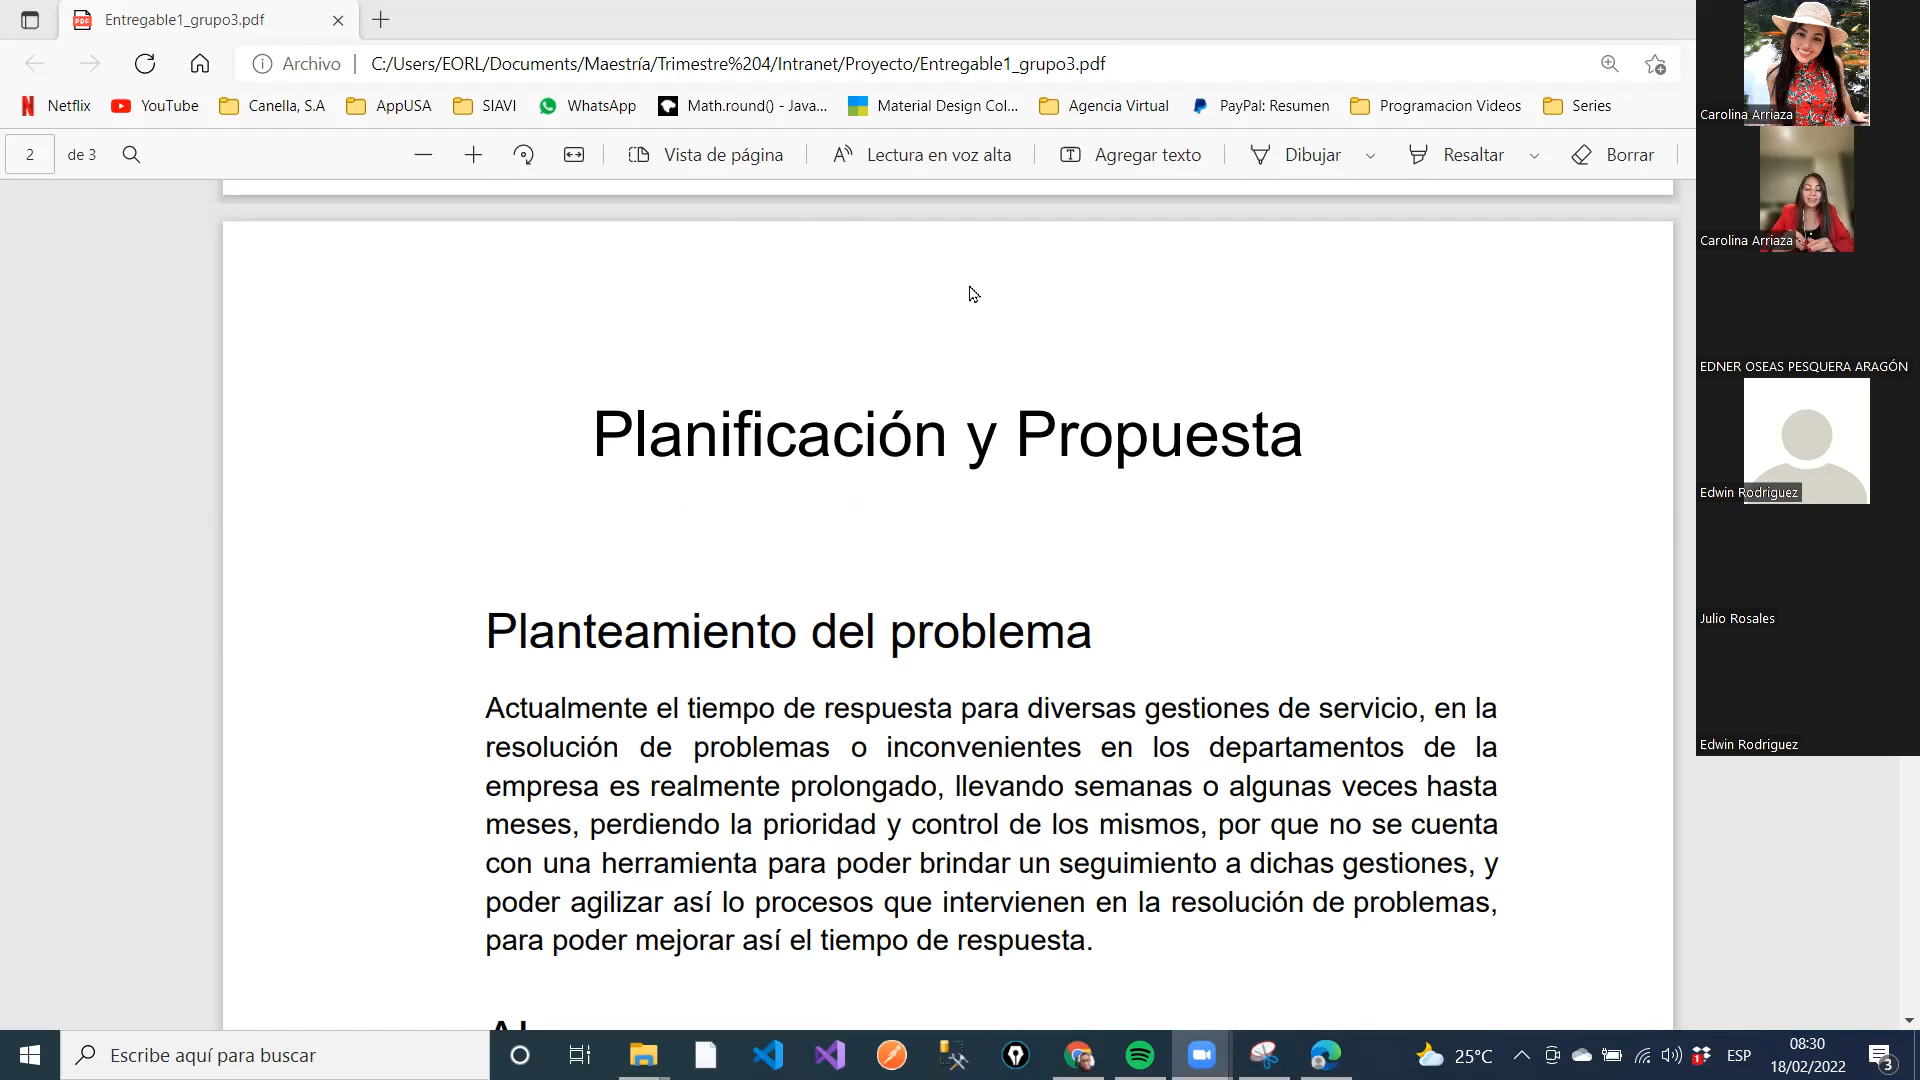 Entregable1_grupo3.pdf
Archivo | C:/Users/EORL/Documents/Maestría/Trimestre%204/Intranet/Proyecto/Entregable1_grupo3.pdf
Netflix YouTube Canella, S.A AppUSA SIAVI WhatsApp Math.round() - Java... Material Design Col... Agencia Virtual PayPal: Resumen Programacion Videos Series
2 de 3 Vista de página Lectura en voz alta Agregar texto Dibujar Resaltar Borrar
Planificación y Propuesta
Planteamiento del problema
Actualmente el tiempo de respuesta para diversas gestiones de servicio, en la
resolución de problemas o inconvenientes en los departamentos de la
empresa es realmente prolongado, llevando semanas o algunas veces hasta
meses, perdiendo la prioridad y control de los mismos, por que no se cuenta
con una herramienta para poder brindar un seguimiento a dichas gestiones, y
poder agilizar así lo procesos que intervienen en la resolución de problemas,
para poder mejorar así el tiempo de respuesta.
Carolina Arriaza
Carolina Arriaza
EDNER OSEAS PESQUERA ARAGÓN
Edwin Rodriguez
Julio Rosales
Edwin Rodriguez
Escribe aquí para buscar
25°C
1
ESP
08:30
18/02/2022
3